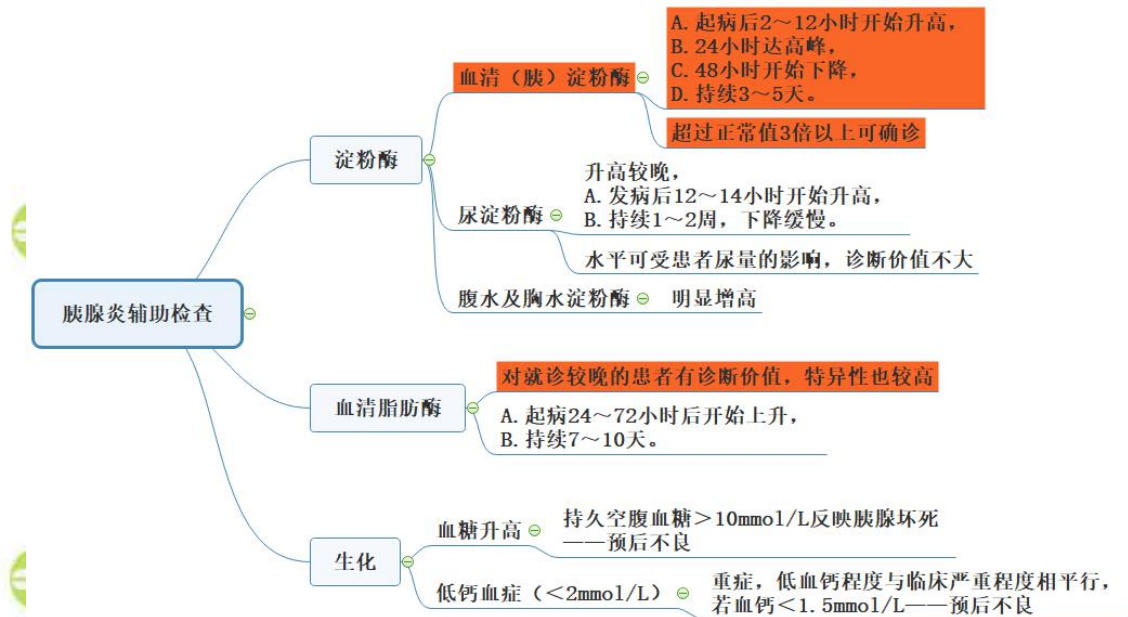 胰腺炎辅助检查
淀粉酶
血清（胰）淀粉酶
A. 起病后2～12小时开始升高，
B. 24小时达高峰，
C. 48小时开始下降，
D. 持续3～5天。
超过正常值3倍以上可确诊
尿淀粉酶
升高较晚，
A. 发病后12～14小时开始升高，
B. 持续1～2周，下降缓慢。
水平可受患者尿量的影响，诊断价值不大
腹水及胸水淀粉酶
明显增高
血清脂肪酶
对就诊较晚的患者有诊断价值，特异性也较高
A. 起病24～72小时后开始上升，
B. 持续7～10天。
生化
血糖升高
持久空腹血糖＞10mmol/L反映胰腺坏死
——预后不良
低钙血症（＜2mmol/L）
重症，低血钙程度与临床严重程度相平行，
若血钙＜1.5mmol/L——预后不良